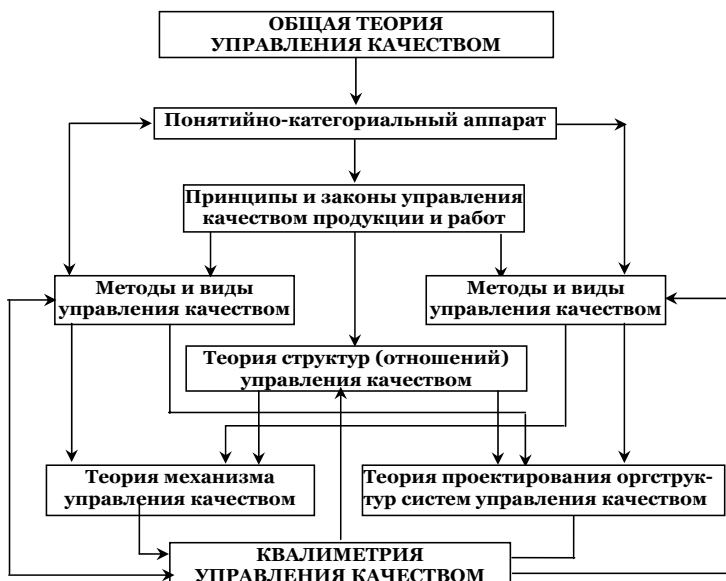 ОБЩАЯ ТЕОРИЯ
УПРАВЛЕНИЯ КАЧЕСТВОМ
Понятийно-категориальный аппарат
Принципы и законы управления
качеством продукции и работ
Методы и виды
управления качеством
Методы и виды
управления качеством
Теория структур (отношений)
управления качеством
Теория механизма
управления качеством
Теория проектирования оргструк-
тур систем управления качеством
КВАЛИМЕТРИЯ
УПРАВЛЕНИЯ КАЧЕСТВОМ